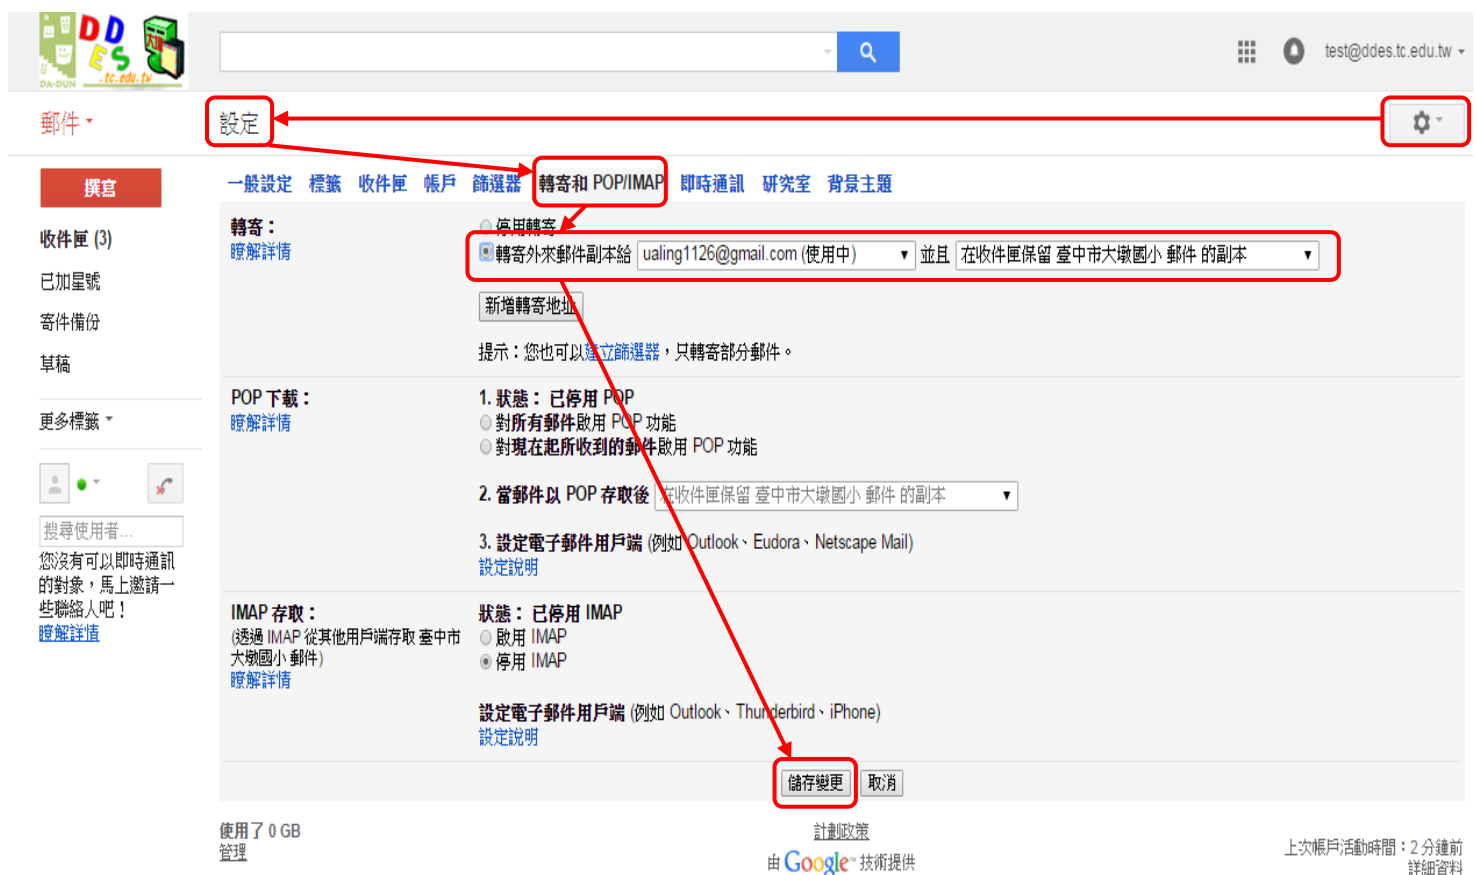 DDES
DA-DUN
.tc.edu.tw
test@ddes.tc.edu.tw
郵件
設定
撰寫
一般設定 標籤 收件匣 帳戶 篩選器 轉寄和 POP/IMAP 即時通訊 研究室 背景主題
收件匣 (3)
已加星號
寄件備份
草稿
更多標籤
搜尋使用者...
您沒有可以即時通訊
的對象，馬上邀請一
些聯絡人吧！
瞭解詳情
轉寄：
瞭解詳情
停用轉寄
轉寄外來郵件副本給 ualing1126@gmail.com (使用中) 並且 在收件匣保留 臺中市大墩國小 郵件 的副本
新增轉寄地址
提示：您也可以建立篩選器，只轉寄部分郵件。
POP 下載：
瞭解詳情
1. 狀態： 已停用 POP
對所有郵件啟用 POP 功能
對現在起所收到的郵件啟用 POP 功能
2. 當郵件以 POP 存取後 在收件匣保留 臺中市大墩國小 郵件 的副本
3. 設定電子郵件用戶端 (例如 Outlook、Eudora、Netscape Mail)
設定說明
IMAP 存取：
(透過 IMAP 從其他用戶端存取 臺中市
大墩國小 郵件)
瞭解詳情
狀態： 已停用 IMAP
啟用 IMAP
停用 IMAP
設定電子郵件用戶端 (例如 Outlook、Thunderbird、iPhone)
設定說明
儲存變更 取消
使用了 0 GB
管理
計劃政策
由 Google™ 技術提供
上次帳戶活動時間：2 分鐘前
詳細資料